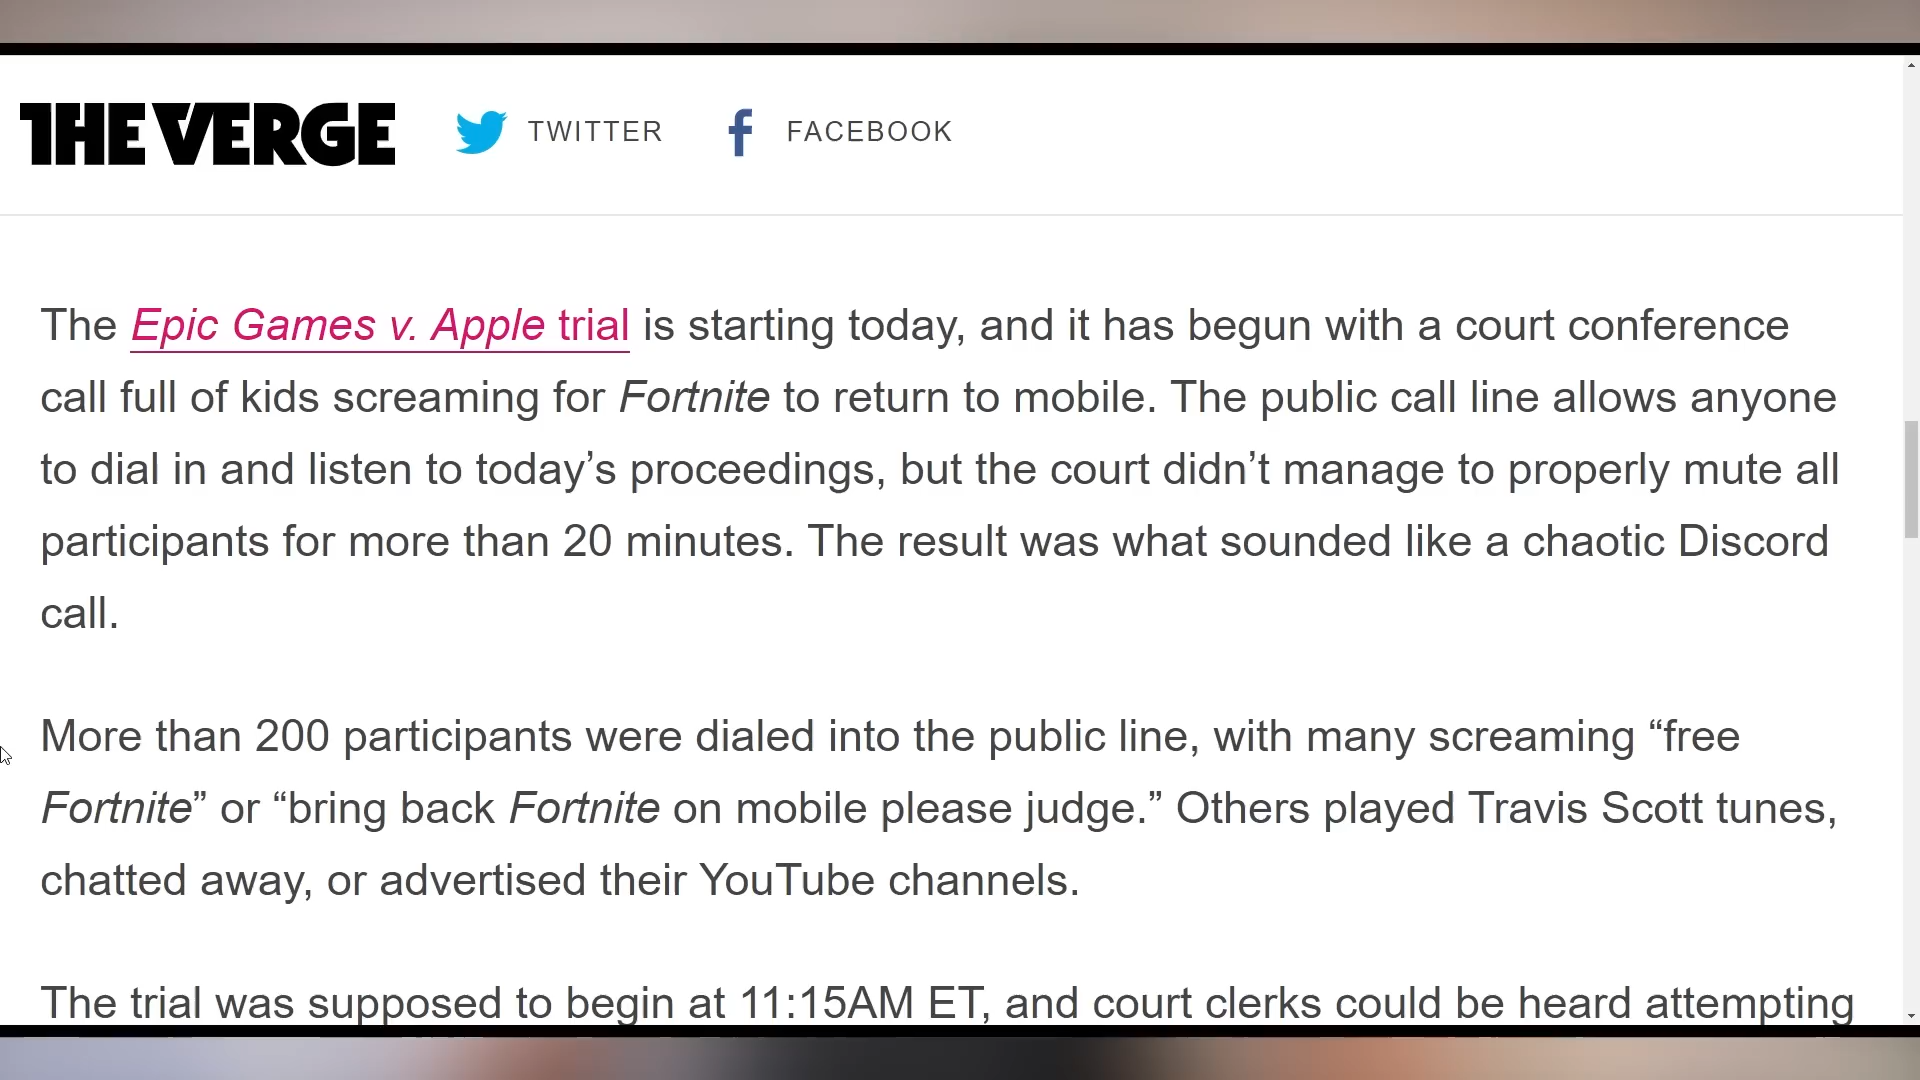 THE VERGE
TWITTER
FACEBOOK
The Epic Games v. Apple trial is starting today, and it has begun with a court conference
call full of kids screaming for Fortnite to return to mobile. The public call line allows anyone
to dial in and listen to today’s proceedings, but the court didn’t manage to properly mute all
participants for more than 20 minutes. The result was what sounded like a chaotic Discord
call.
More than 200 participants were dialed into the public line, with many screaming “free
Fortnite” or “bring back Fortnite on mobile please judge.” Others played Travis Scott tunes,
chatted away, or advertised their YouTube channels.
The trial was supposed to begin at 11:15AM ET, and court clerks could be heard attempting